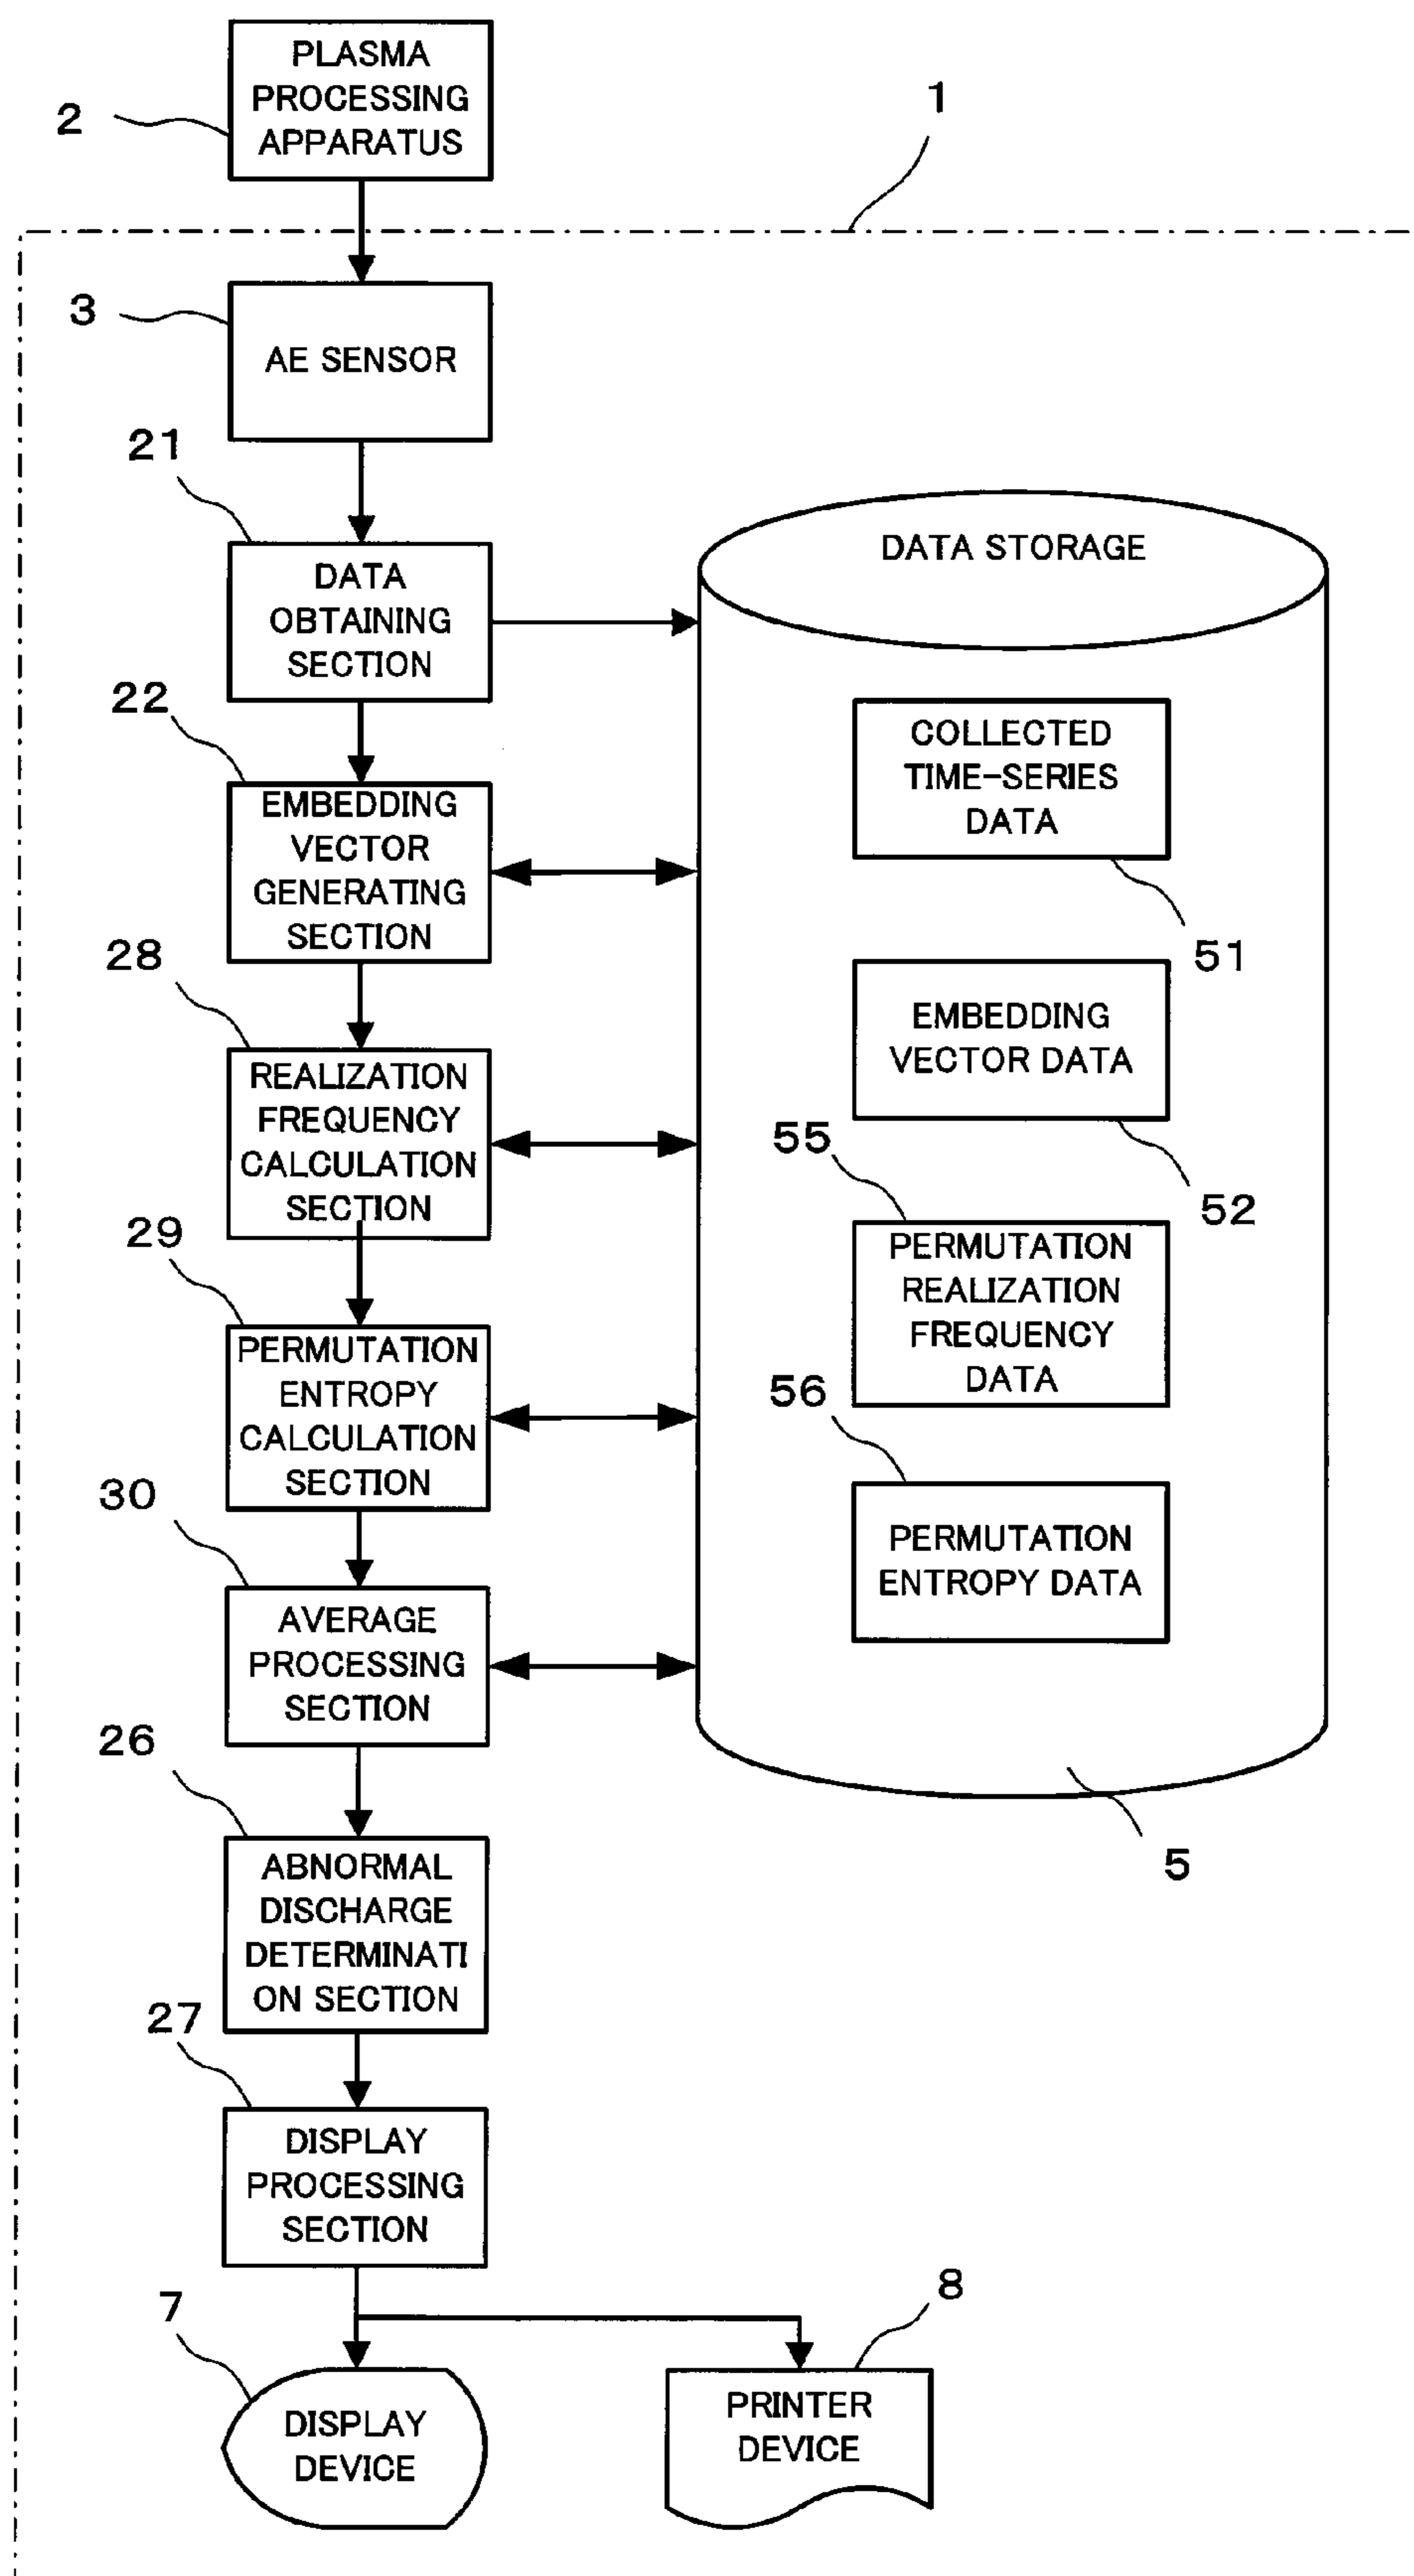 PLASMA
PROCESSING
APPARATUS
2
1
3
AE SENSOR
21
DATA
OBTAINING
SECTION
DATA STORAGE
22
EMBEDDING
VECTOR
GENERATING
SECTION
COLLECTED
TIME-SERIES
DATA
51
28
REALIZATION
FREQUENCY
CALCULATION
SECTION
EMBEDDING
VECTOR DATA
52
55
PERMUTATION
REALIZATION
FREQUENCY
DATA
29
PERMUTATION
ENTROPY
CALCULATION
SECTION
56
PERMUTATION
ENTROPY DATA
30
AVERAGE
PROCESSING
SECTION
5
26
ABNORMAL
DISCHARGE
DETERMINATI
ON SECTION
27
DISPLAY
PROCESSING
SECTION
7
DISPLAY
DEVICE
8
PRINTER
DEVICE